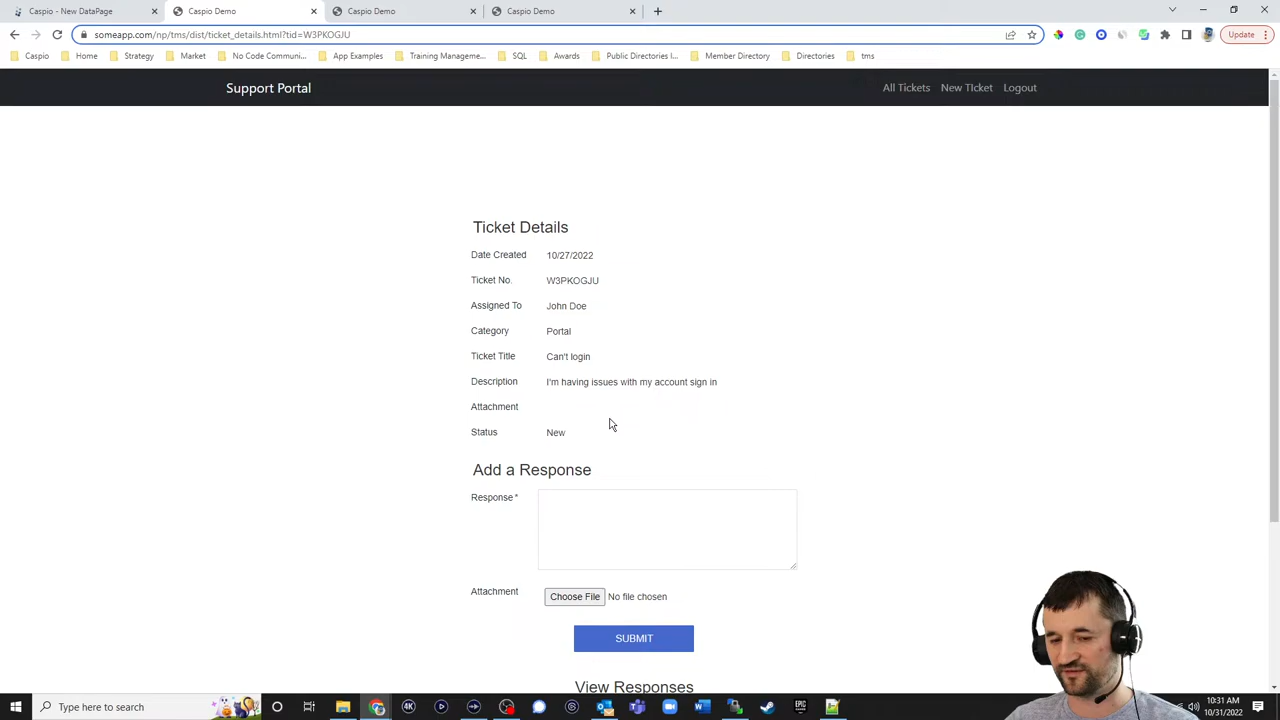 Caspio - New DataPage
Caspio Demo
Caspio Demo
Caspio Demo
someapp.com/np/tms/dist/ticket_details.html?tid=W3PKOGJU
Update
Caspio
Home
Strategy
Market
No Code Communi...
App Examples
Training Manageme...
SQL
Awards
Public Directories I...
Member Directory
Directories
tms
Support Portal
All Tickets
New TIcket
Logout
Ticket Details
Date Created 10/27/2022
Ticket No. W3PKOGJU
Assigned To John Doe
Category Portal
Ticket Title Can't login
Description I'm having issues with my account sign in
Attachment
Status New
Add a Response
Response*
Attachment Choose File No file chosen
SUBMIT
View Responses
Type here to search
4K
EPIC
10:31 AM
10/31/2022